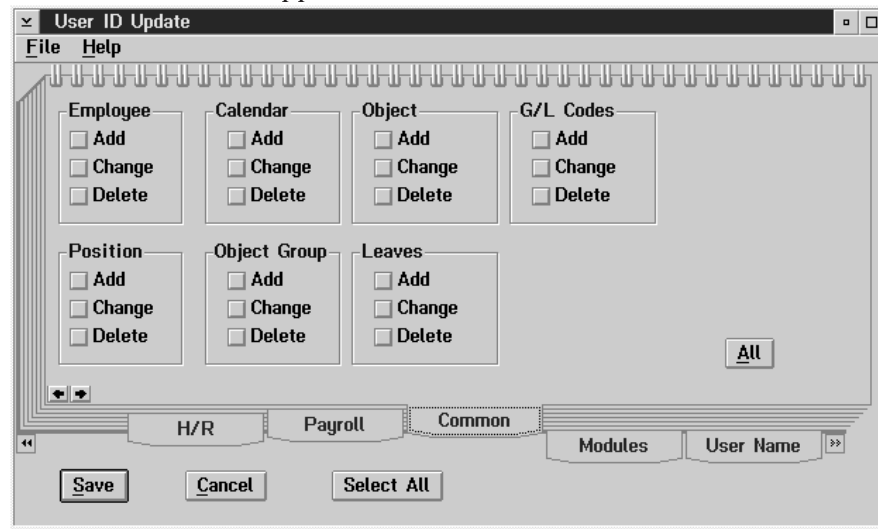 User ID Update
File Help
Employee Calendar Object G/L Codes
Add Add Add Add
Change Change Change Change
Delete Delete Delete Delete
Position Object Group Leaves
Add Add Add
Change Change Change
Delete Delete Delete
All
H/R Payroll Common Modules User Name
Save Cancel Select All